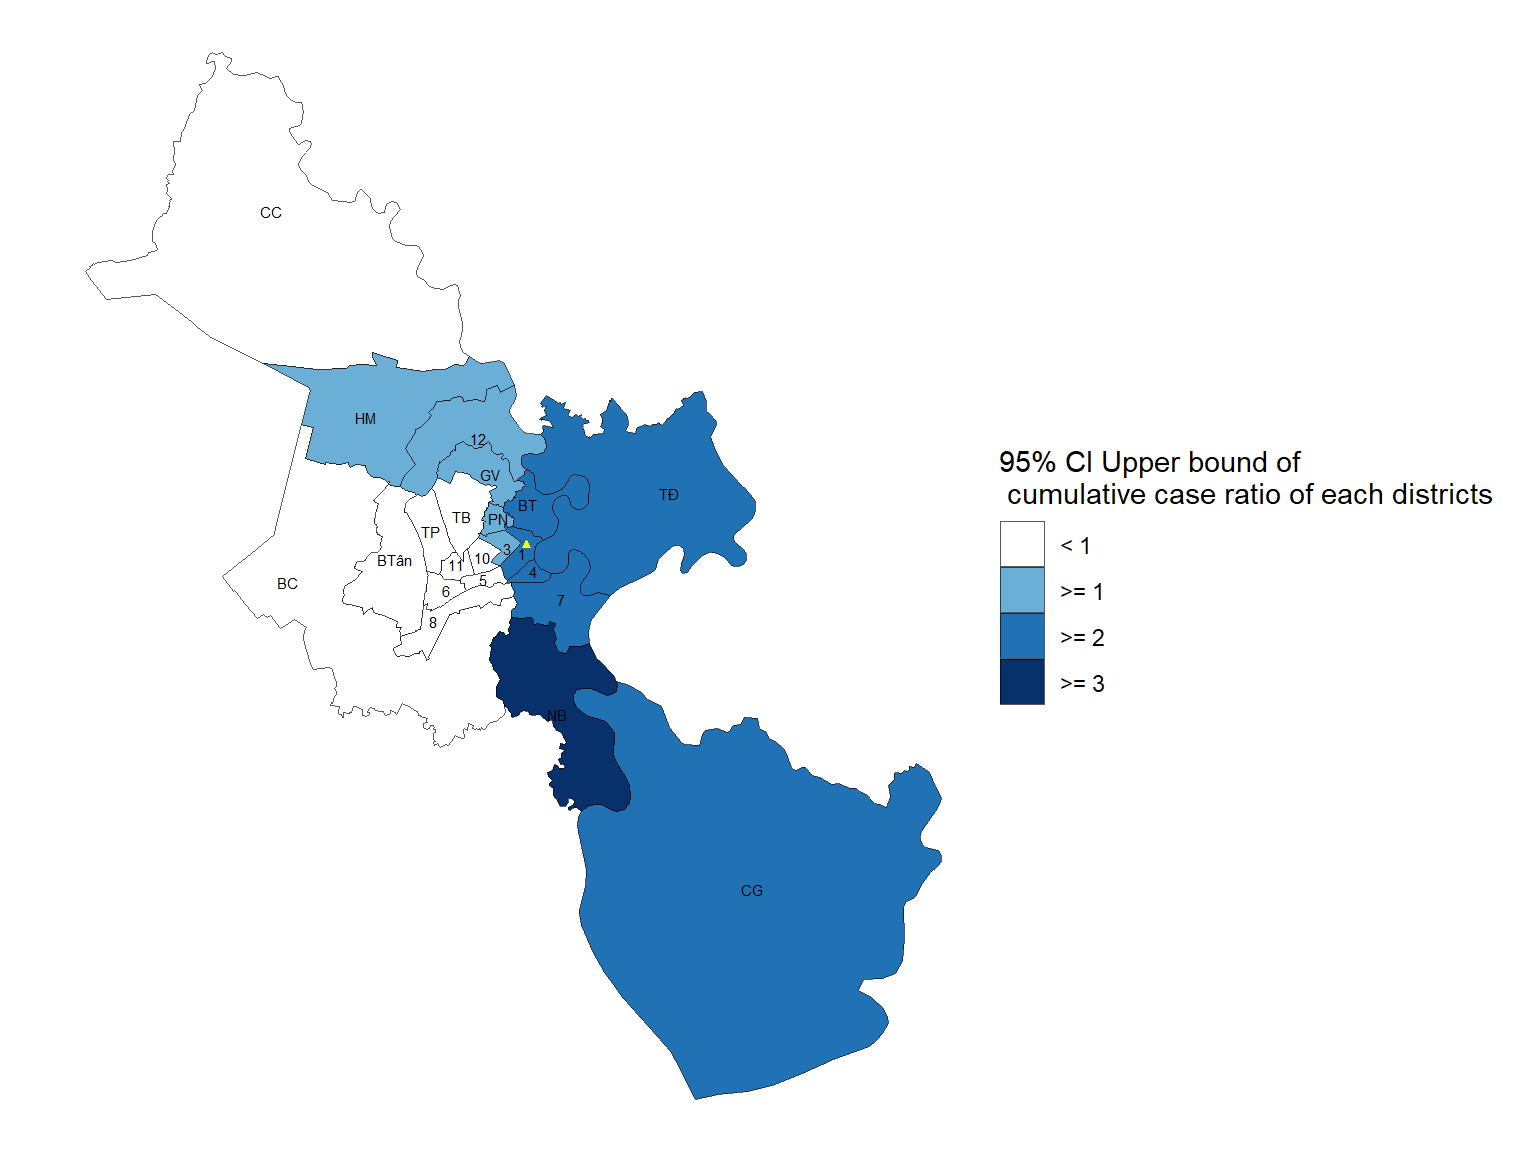 CC
HM
12
GV
TĐ
BT
PN
TB
TP
3
1
10
BTân
11
4
5
BC
6
7
8
NB
CG
95% CI Upper bound of
cumulative case ratio of each districts
< 1
>= 1
>= 2
>= 3